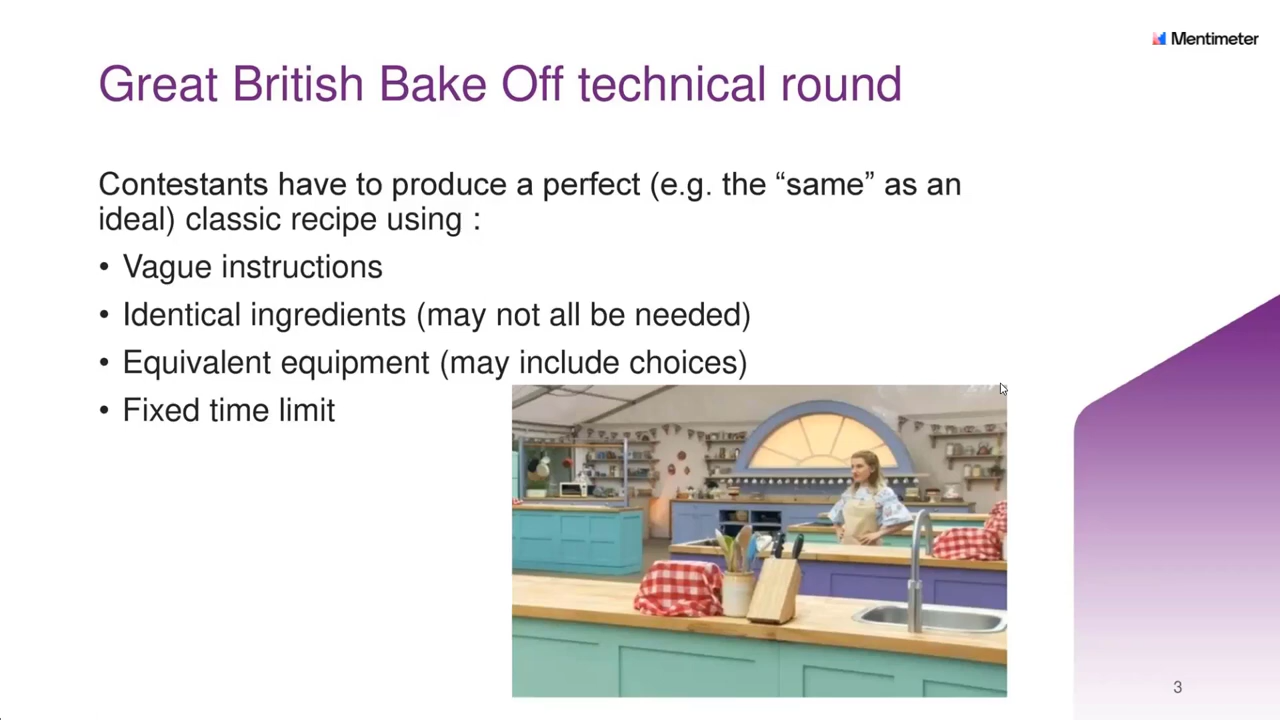 Mentimeter
Great British Bake Off technical round
Contestants have to produce a perfect (e.g. the “same” as an
ideal) classic recipe using :
• Vague instructions
• Identical ingredients (may not all be needed)
• Equivalent equipment (may include choices)
• Fixed time limit
3